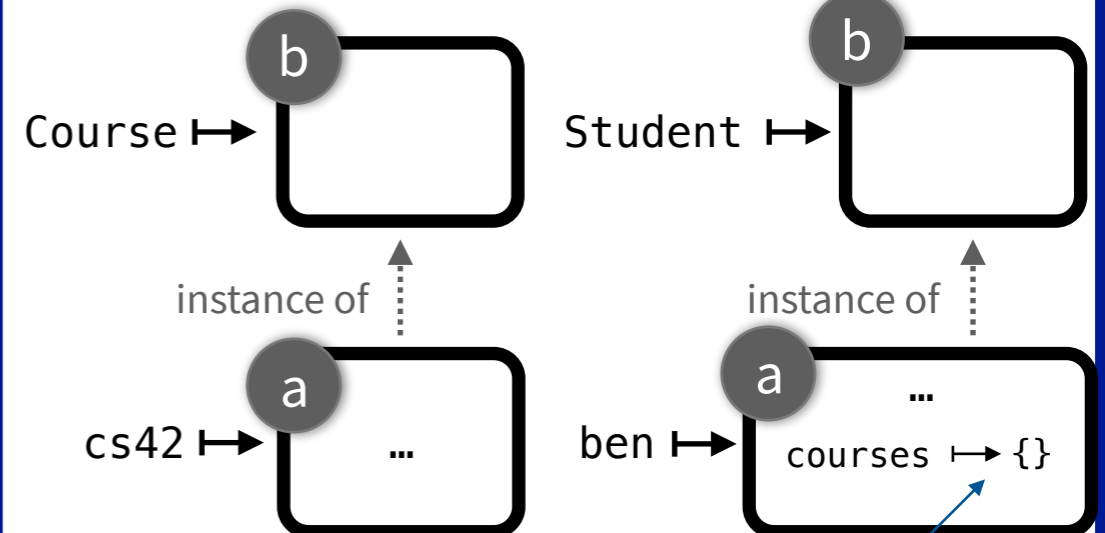 b
b
Course
Student
instance of
instance of
a
a
…
cs42
…
ben
courses
{}